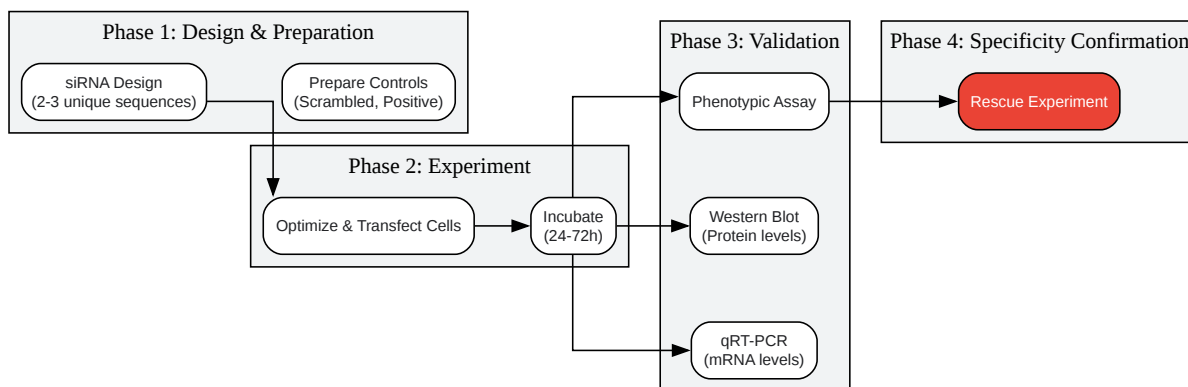 Phase 1: Design & Preparation
siRNA Design
(2-3 unique sequences)
Prepare Controls
(Scrambled, Positive)
Phase 2: Experiment
Optimize & Transfect Cells
Incubate
(24-72h)
Phase 3: Validation
Phenotypic Assay
Western Blot
(Protein levels)
qRT-PCR
(mRNA levels)
Phase 4: Specificity Confirmation
Rescue Experiment